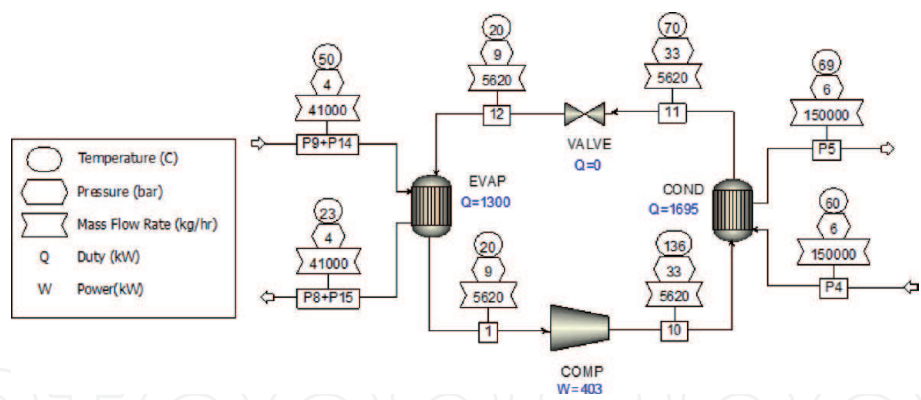 50
4
41000
P9+P14
20
9
5620
12
70
33
5620
11
69
6
150000
P5
VALVE
Q=0
EVAP
Q=1300
COND
Q=1695
Temperature (C)
Pressure (bar)
Mass Flow Rate (kg/hr)
Q Duty (kW)
W Power(kW)
23
4
41000
P8+P15
20
9
5620
1
136
33
5620
10
60
6
150000
P4
COMP
W=403